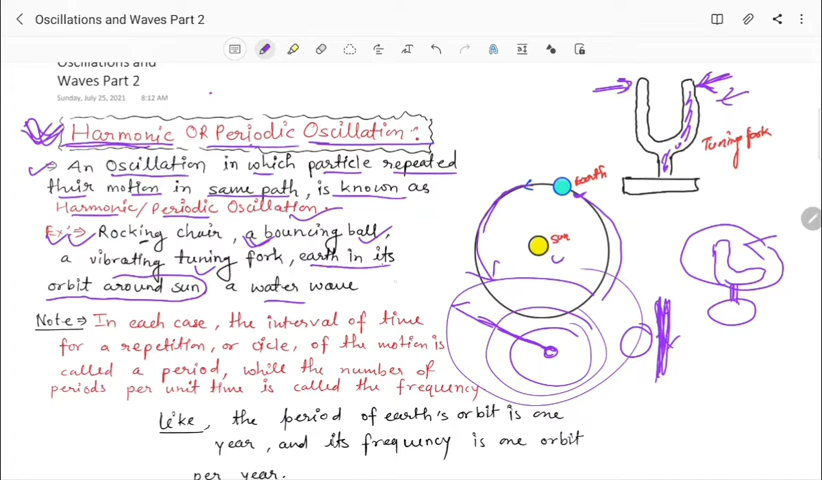 Oscillations and Waves Part 2
Oscillations and
Waves Part 2
Sunday, July 25, 2021 8:12 AM
Harmonic OR Periodic Oscillation :
⇒ An Oscillation in which particle repeated
their motion in same path, is known as
Harmonic/Periodic Oscillation.
Ex:⇒ Rocking chair, a bouncing ball,
a vibrating tuning fork, earth in its
orbit around sun, a water wave
Note⇒ In each case, the interval of time
for a repetition, or cicle, of the motion is
called a period, while the number of
periods per unit time is called the frequency
Like, the period of earth's orbit is one
year, and its frequency is one orbit
per year.
Tuning fook
Earth
Sun